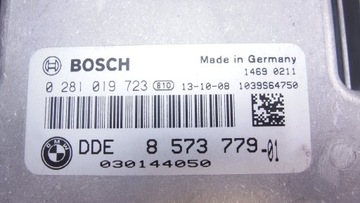 BOSCH
Made in Germany
1469 0211
0 281 019 723 810 13-10-08 1039S64750
DDE 8 573 779-01
030144050